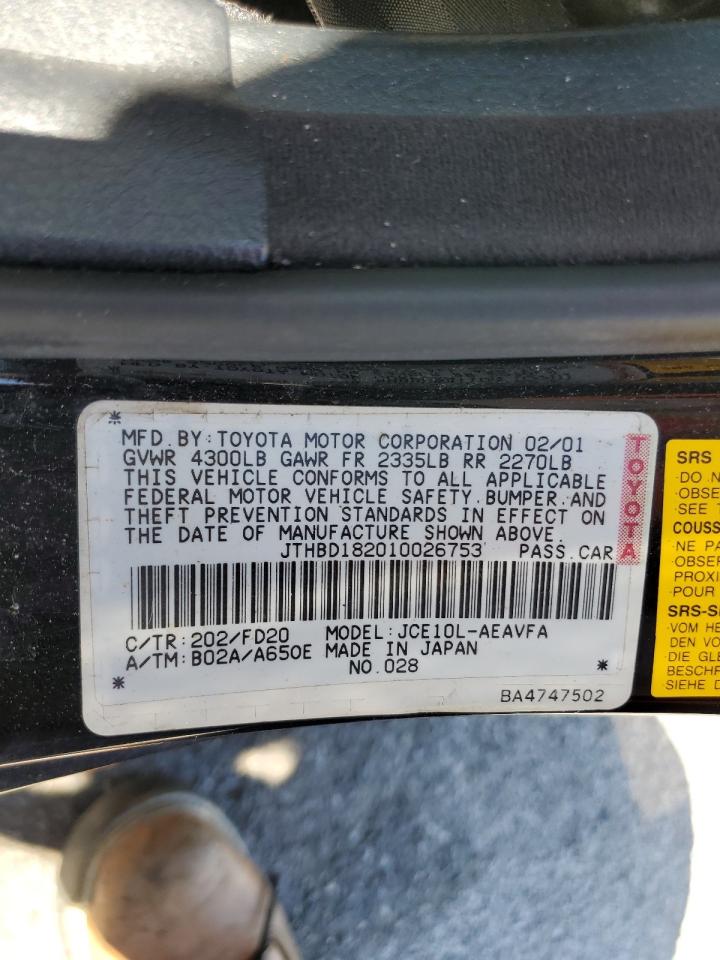 MFD.BY:TOYOTA MOTOR CORPORATION 02/01
GVWR 4300LB GAWR FR 2335LB RR 2270LB
THIS VEHICLE CONFORMS TO ALL APPLICABLE
FEDERAL MOTOR VEHICLE SAFETY.BUMPER.AND
THEFT PREVENTION STANDARDS IN EFFECT ON
THE DATE OF MANUFACTURE SHOWN ABOVE.
JTHBD182010026753 PASS.CAR
C/TR:202/FD20 MODEL:JCE10L-AEAVFA
A/TM:B02A/A650E MADE IN JAPAN
NO.028
BA4747502
TOYOTA
SRS
·DO N
·OBSE
·SEE T
COUSS
·NE PA
·OBSER
PROXI
·POUR
SRS-SI
·VOM HE
DEN VO
·DIE GLE
BESCHF
·SIEHE D